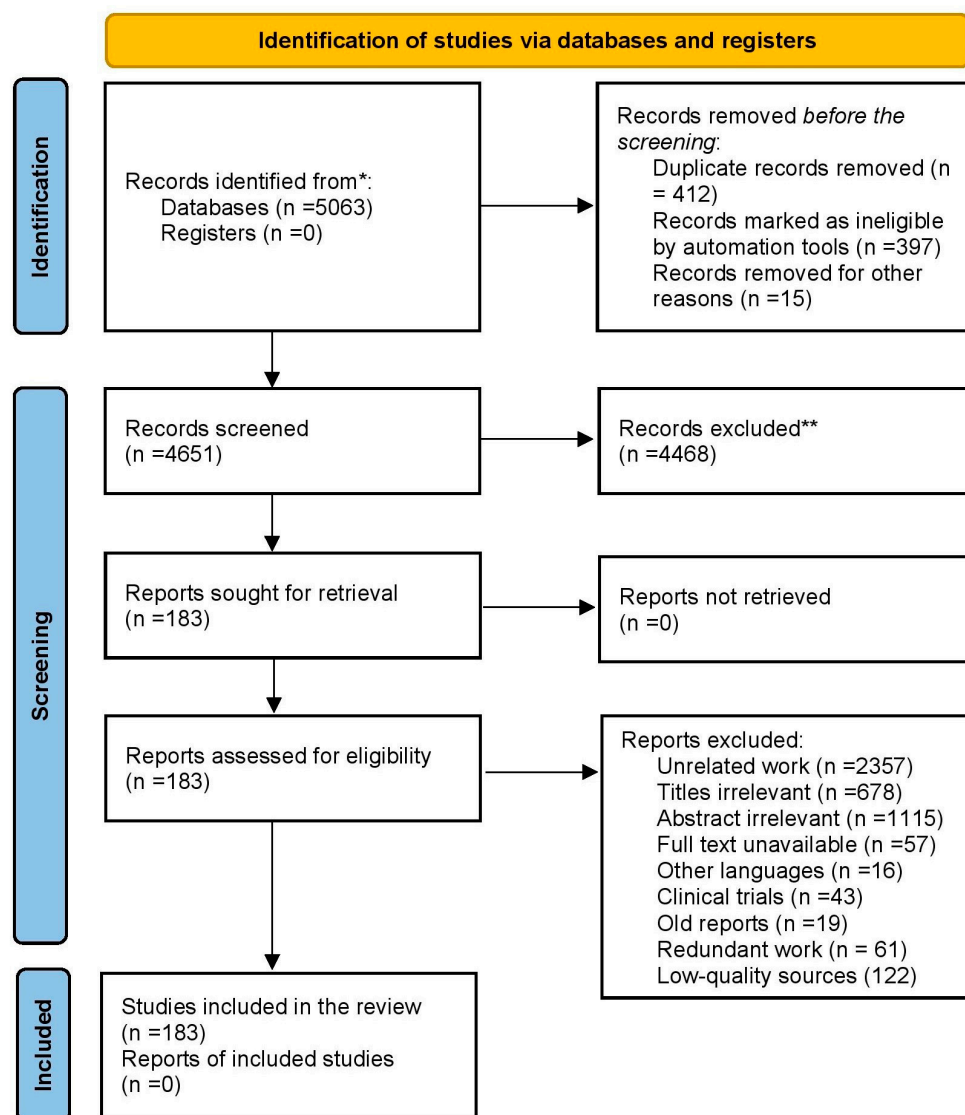 Identification of studies via databases and registers
Identification
Records identified from*:
Databases (n =5063)
Registers (n =0)
Records removed before the
screening:
Duplicate records removed (n
= 412)
Records marked as ineligible
by automation tools (n =397)
Records removed for other
reasons (n =15)
Screening
Records screened
(n =4651)
Records excluded**
(n =4468)
Reports sought for retrieval
(n =183)
Reports not retrieved
(n =0)
Reports assessed for eligibility
(n =183)
Reports excluded:
Unrelated work (n =2357)
Titles irrelevant (n =678)
Abstract irrelevant (n =1115)
Full text unavailable (n =57)
Other languages (n =16)
Clinical trials (n =43)
Old reports (n =19)
Redundant work (n = 61)
Low-quality sources (122)
Included
Studies included in the review
(n =183)
Reports of included studies
(n =0)